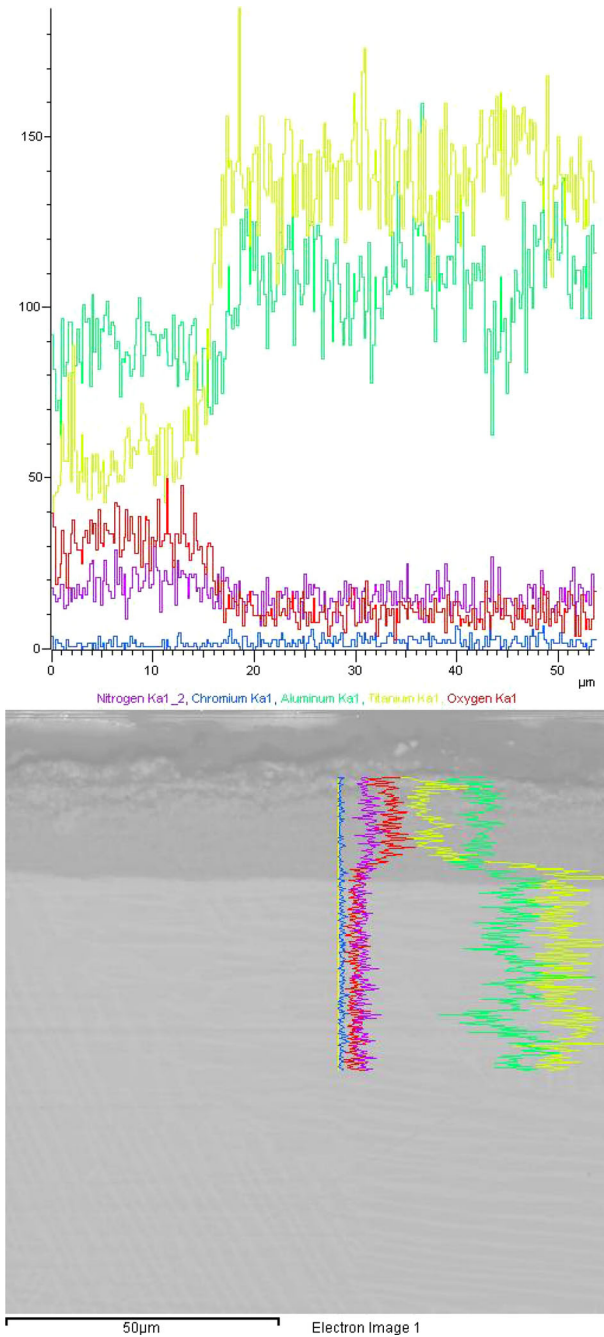 150
100
50
0
0 10 20 30 40 50
µm
Nitrogen Ka1_2, Chromium Ka1, Aluminum Ka1, Titanium Ka1, Oxygen Ka1
50µm Electron Image 1